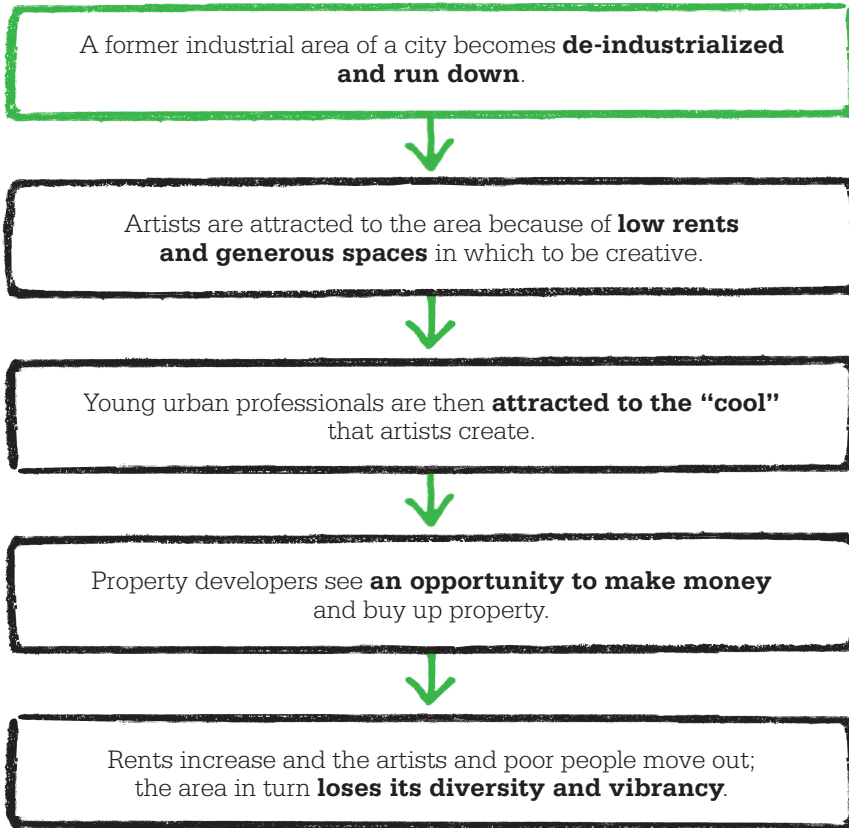 A former industrial area of a city becomes de-industrialized
and run down.
Artists are attracted to the area because of low rents
and generous spaces in which to be creative.
Young urban professionals are then attracted to the “cool”
that artists create.
Property developers see an opportunity to make money
and buy up property.
Rents increase and the artists and poor people move out;
the area in turn loses its diversity and vibrancy.